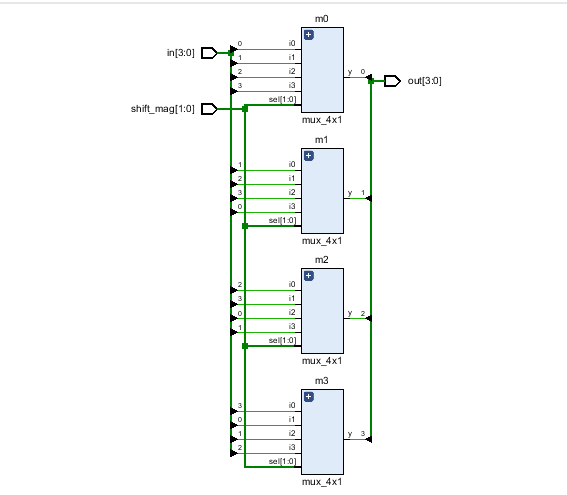 m0
in[3:0]
0 i0
1 i1
2 i2
3 i3
y 0
out[3:0]
shift_mag[1:0]
sel[1:0]
mux_4x1
m1
1 i0
2 i1
3 i2
0 i3
y 1
sel[1:0]
mux_4x1
m2
2 i0
3 i1
0 i2
1 i3
y 2
sel[1:0]
mux_4x1
m3
3 i0
0 i1
1 i2
2 i3
y 3
sel[1:0]
mux_4x1